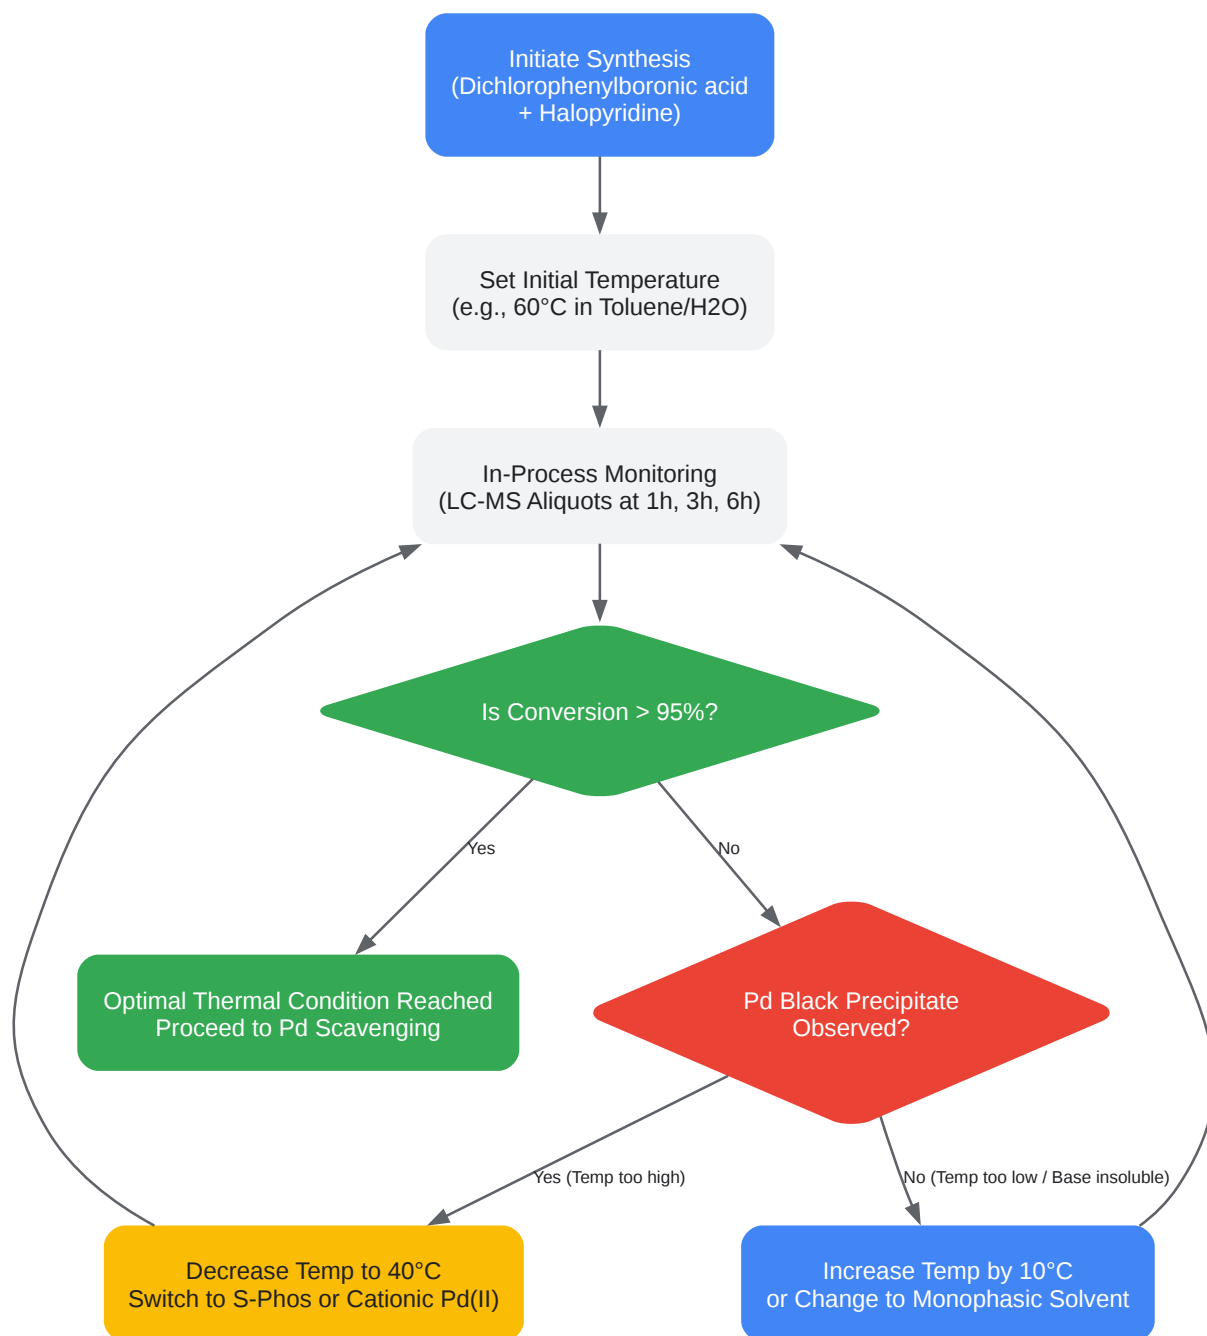 Initiate Synthesis
(Dichlorophenylboronic acid
+ Halopyridine)
Set Initial Temperature
(e.g., 60°C in Toluene/H2O)
In-Process Monitoring
(LC-MS Aliquots at 1h, 3h, 6h)
Is Conversion > 95%?
Yes
No
Optimal Thermal Condition Reached
Proceed to Pd Scavenging
Pd Black Precipitate
Observed?
Yes (Temp too high)
No (Temp too low / Base insoluble)
Decrease Temp to 40°C
Switch to S-Phos or Cationic Pd(II)
Increase Temp by 10°C
or Change to Monophasic Solvent